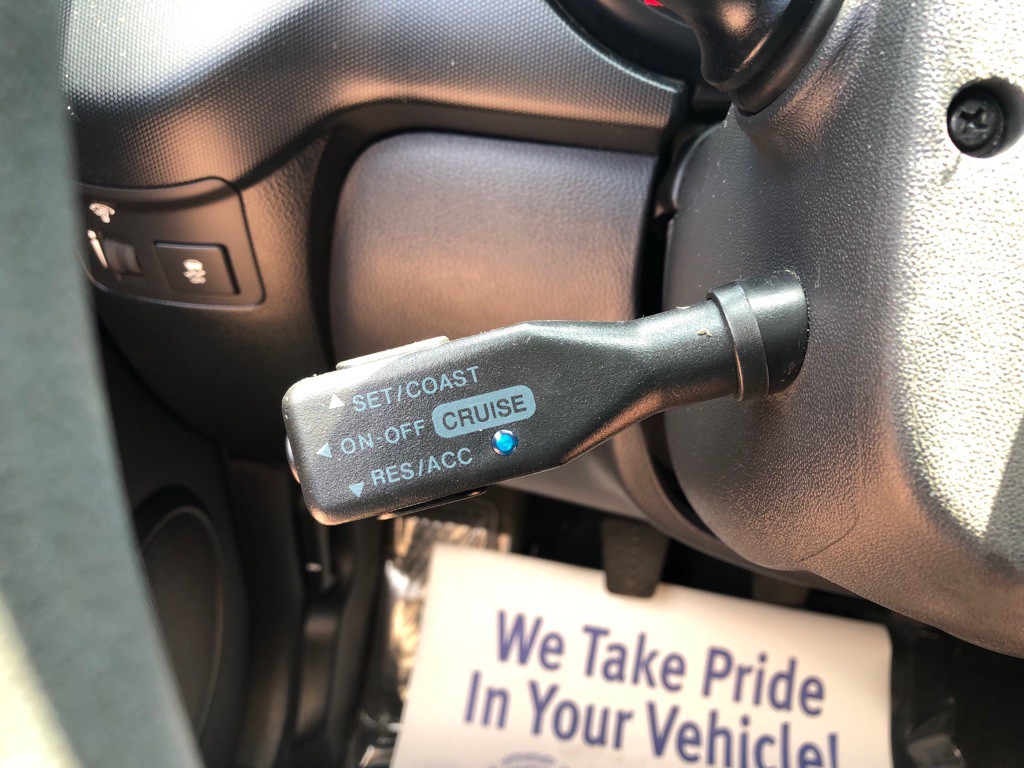 SET/COAST
ON-OFF CRUISE
RES/ACC
We Take Pride
In Your Vehicle!